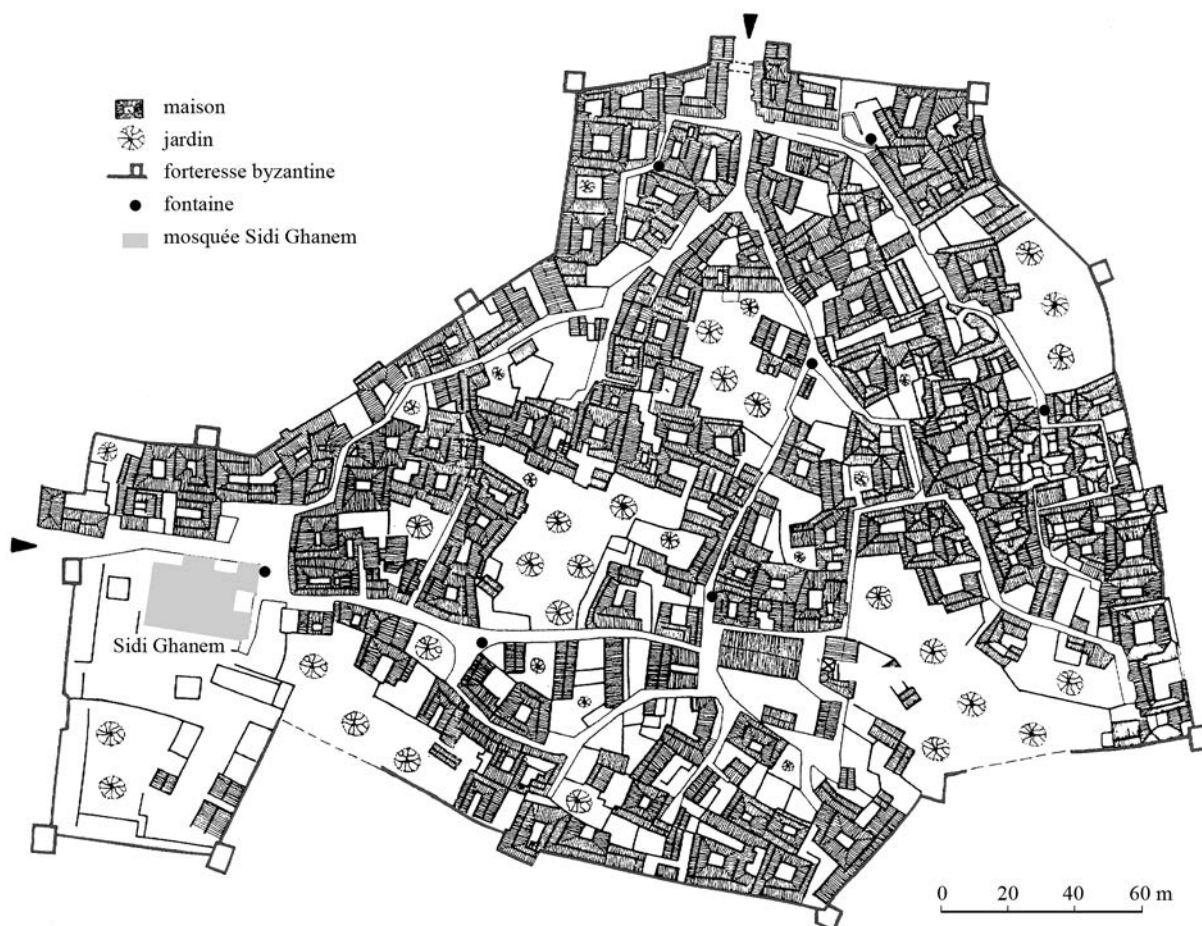 maison
jardin
forteresse byzantine
fontaine
mosquée Sidi Ghanem
Sidi Ghanem
0 20 40 60 m